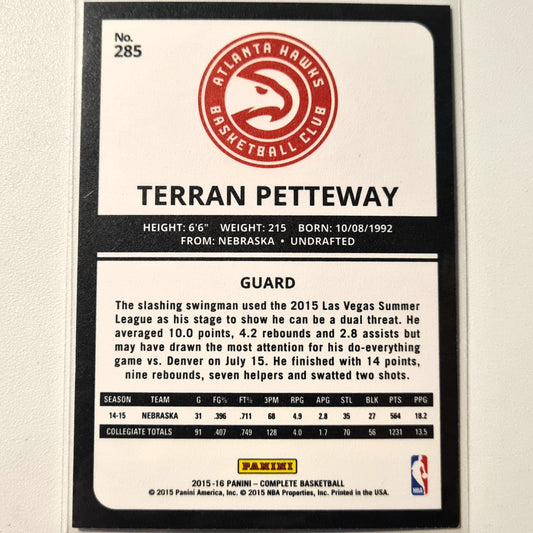 No.
285
ATLANTA HAWKS
BASKETBALL CLUB
TERRAN PETTEWAY
HEIGHT: 6'6" WEIGHT: 215 BORN: 10/08/1992
FROM: NEBRASKA • UNDRAFTED
GUARD
The slashing swingman used the 2015 Las Vegas Summer
League as his stage to show he can be a dual threat. He
averaged 10.0 points, 4.2 rebounds and 2.8 assists but
may have drawn the most attention for his do-everything
game vs. Denver on July 15. He finished with 14 points,
nine rebounds, seven helpers and swatted two shots.
SEASON TEAM G FG% FT% 3PM RPG APG STL BLK PTS PPG
14-15 NEBRASKA 31 .396 .711 68 4.9 2.8 35 27 564 18.2
COLLEGIATE TOTALS 91 .407 .749 128 4.0 1.7 70 56 1231 13.5
PANINI
NBA
2015-16 PANINI – COMPLETE BASKETBALL
© 2015 Panini America, Inc. © 2015 NBA Properties, Inc. Printed in the USA.